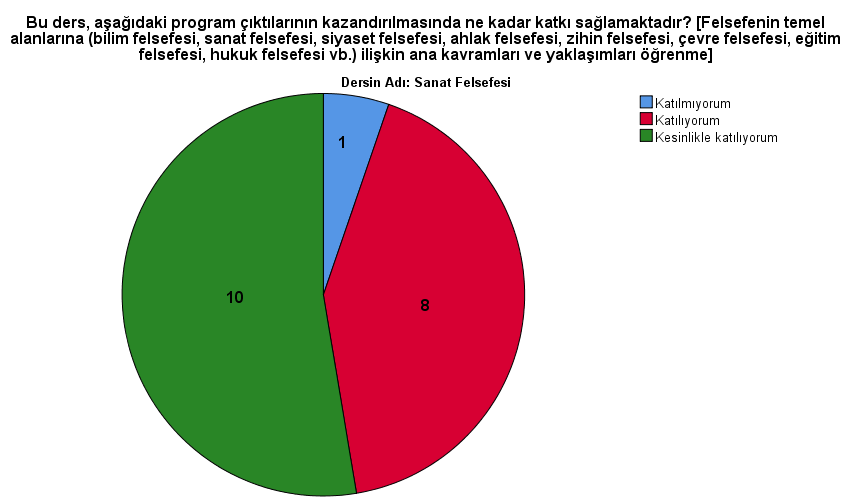 Bu ders, aşağıdaki program çıktılarının kazandırılmasında ne kadar katkı sağlamaktadır? [Felsefenin temel
alanlarına (bilim felsefesi, sanat felsefesi, siyaset felsefesi, ahlak felsefesi, zihin felsefesi, çevre felsefesi, eğitim
felsefesi, hukuk felsefesi vb.) ilişkin ana kavramları ve yaklaşımları öğrenme]
Dersin Adı: Sanat Felsefesi
Katılmıyorum
Katılıyorum
Kesinlikle katılıyorum
1
10
8